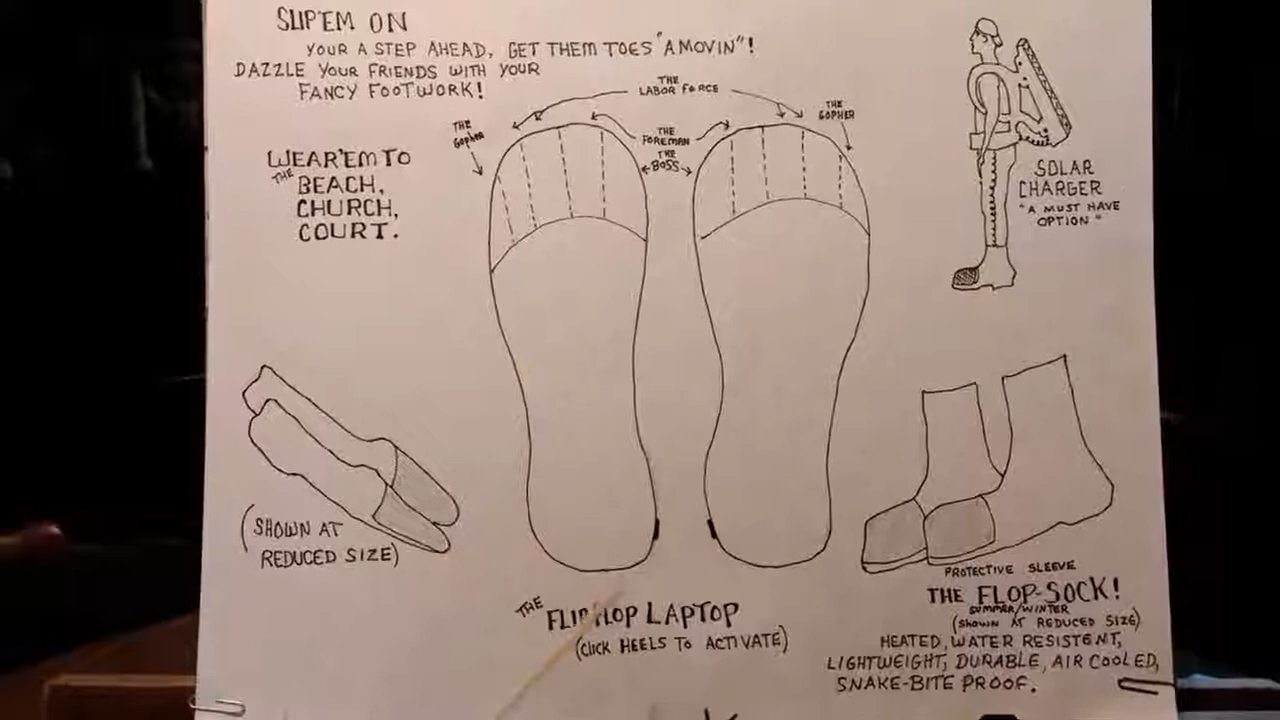 SLIP'EM ON
YOUR A STEP AHEAD, GET THEM TOES "A MOVIN"!
DAZZLE YOUR FRIENDS WITH YOUR
FANCY FOOTWORK!
THE
LABOR FORCE
THE
GOPHER
THE
GOPHER
THE
FOREMAN
THE
BOSS
WEAR'EM TO
THE BEACH,
CHURCH,
COURT.
SOLAR
CHARGER
"A MUST HAVE
OPTION"
(SHOWN AT
REDUCED SIZE)
THE FLIP FLOP LAPTOP
(CLICK HEELS TO ACTIVATE)
PROTECTIVE SLEEVE
THE FLOP-SOCK!
SUMMER/WINTER
(SHOWN AT REDUCED SIZE)
HEATED, WATER RESISTENT,
LIGHTWEIGHT, DURABLE, AIR COOLED,
SNAKE-BITE PROOF.